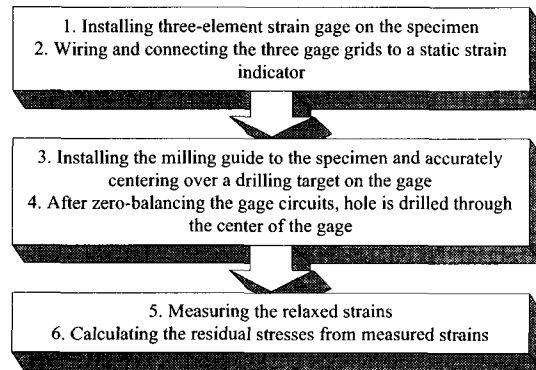 1. Installing three-element strain gage on the specimen
2. Wiring and connecting the three gage grids to a static strain
indicator
3. Installing the milling guide to the specimen and accurately
centering over a drilling target on the gage
4. After zero-balancing the gage circuits, hole is drilled through
the center of the gage
5. Measuring the relaxed strains
6. Calculating the residual stresses from measured strains